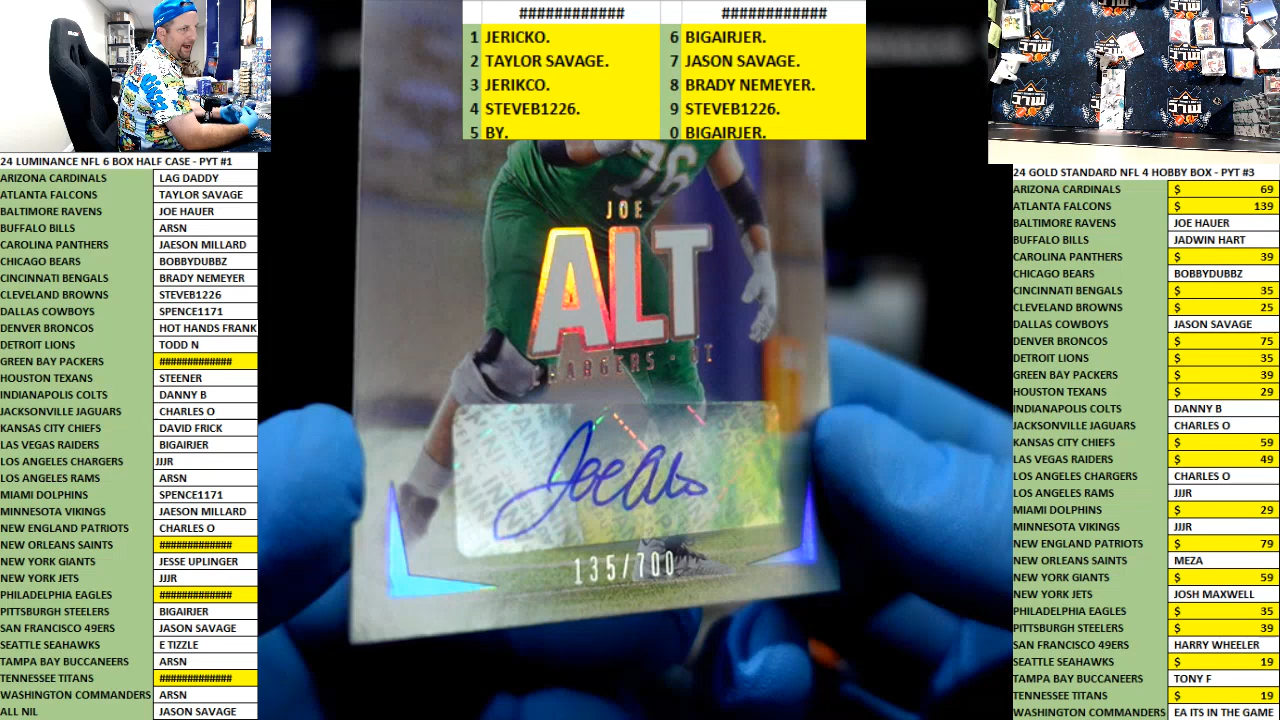 ############ ############
1 JERICKO. 6 BIGAIRJER.
2 TAYLOR SAVAGE. 7 JASON SAVAGE.
3 JERIKCO. 8 BRADY NEMEYER.
4 STEVEB1226. 9 STEVEB1226.
5 BY. 0 BIGAIRJER.
24 LUMINANCE NFL 6 BOX HALF CASE - PYT #1
ARIZONA CARDINALS LAG DADDY
ATLANTA FALCONS TAYLOR SAVAGE
BALTIMORE RAVENS JOE HAUER
BUFFALO BILLS ARSN
CAROLINA PANTHERS JAESON MILLARD
CHICAGO BEARS BOBBYDUBBZ
CINCINNATI BENGALS BRADY NEMEYER
CLEVELAND BROWNS STEVEB1226
DALLAS COWBOYS SPENCE1171
DENVER BRONCOS HOT HANDS FRANK
DETROIT LIONS TODD N
GREEN BAY PACKERS #############
HOUSTON TEXANS STEENER
INDIANAPOLIS COLTS DANNY B
JACKSONVILLE JAGUARS CHARLES O
KANSAS CITY CHIEFS DAVID FRICK
LAS VEGAS RAIDERS BIGAIRJER
LOS ANGELES CHARGERS JJJR
LOS ANGELES RAMS ARSN
MIAMI DOLPHINS SPENCE1171
MINNESOTA VIKINGS JAESON MILLARD
NEW ENGLAND PATRIOTS CHARLES O
NEW ORLEANS SAINTS #############
NEW YORK GIANTS JESSE UPLINGER
NEW YORK JETS JJJR
PHILADELPHIA EAGLES #############
PITTSBURGH STEELERS BIGAIRJER
SAN FRANCISCO 49ERS JASON SAVAGE
SEATTLE SEAHAWKS E TIZZLE
TAMPA BAY BUCCANEERS ARSN
TENNESSEE TITANS #############
WASHINGTON COMMANDERS ARSN
ALL NIL JASON SAVAGE
76
JOE
ALT
CHARGERS · OT
Joe Alt
135/700
24 GOLD STANDARD NFL 4 HOBBY BOX - PYT #3
ARIZONA CARDINALS $ 69
ATLANTA FALCONS $ 139
BALTIMORE RAVENS JOE HAUER
BUFFALO BILLS JADWIN HART
CAROLINA PANTHERS $ 39
CHICAGO BEARS BOBBYDUBBZ
CINCINNATI BENGALS $ 35
CLEVELAND BROWNS $ 25
DALLAS COWBOYS JASON SAVAGE
DENVER BRONCOS $ 75
DETROIT LIONS $ 35
GREEN BAY PACKERS $ 39
HOUSTON TEXANS $ 29
INDIANAPOLIS COLTS DANNY B
JACKSONVILLE JAGUARS CHARLES O
KANSAS CITY CHIEFS $ 59
LAS VEGAS RAIDERS $ 49
LOS ANGELES CHARGERS CHARLES O
LOS ANGELES RAMS JJJR
MIAMI DOLPHINS $ 29
MINNESOTA VIKINGS JJJR
NEW ENGLAND PATRIOTS $ 79
NEW ORLEANS SAINTS MEZA
NEW YORK GIANTS $ 59
NEW YORK JETS JOSH MAXWELL
PHILADELPHIA EAGLES $ 35
PITTSBURGH STEELERS $ 39
SAN FRANCISCO 49ERS HARRY WHEELER
SEATTLE SEAHAWKS $ 19
TAMPA BAY BUCCANEERS TONY F
TENNESSEE TITANS $ 19
WASHINGTON COMMANDERS EA ITS IN THE GAME